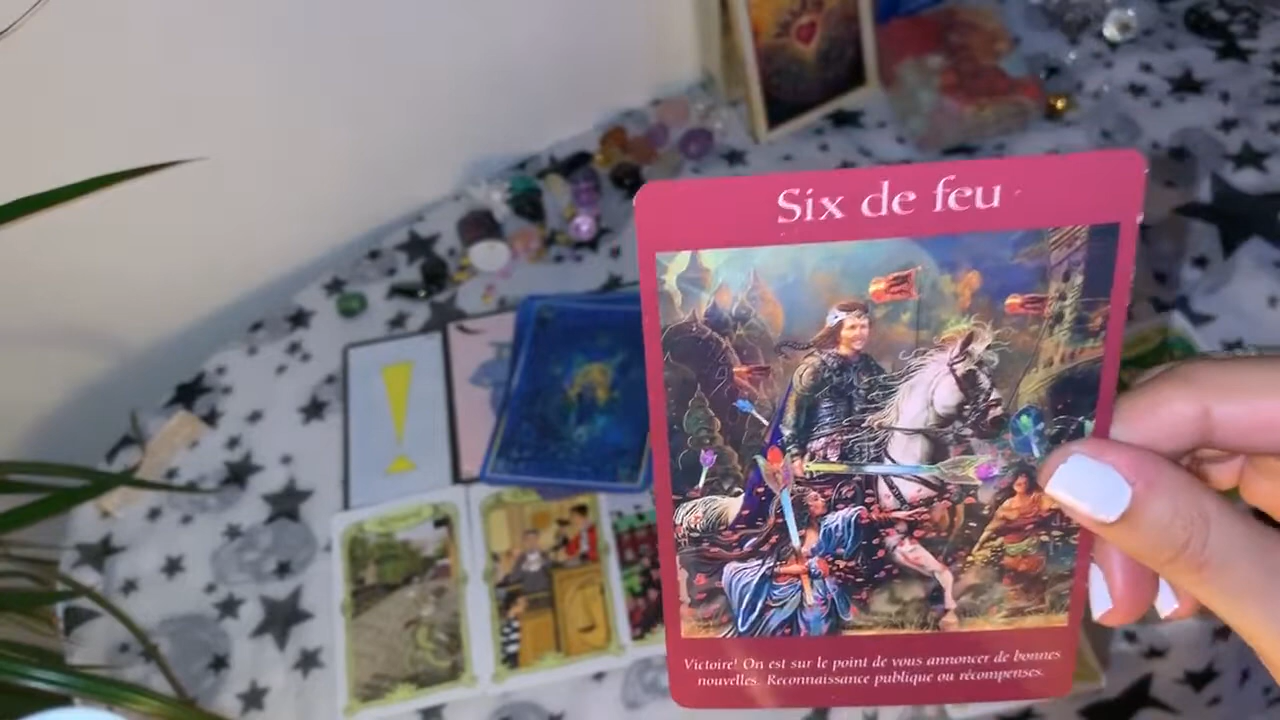 Six de feu
Victoire! On est sur le point de vous annoncer de bonnes
nouvelles. Reconnaissance publique ou récompenses.